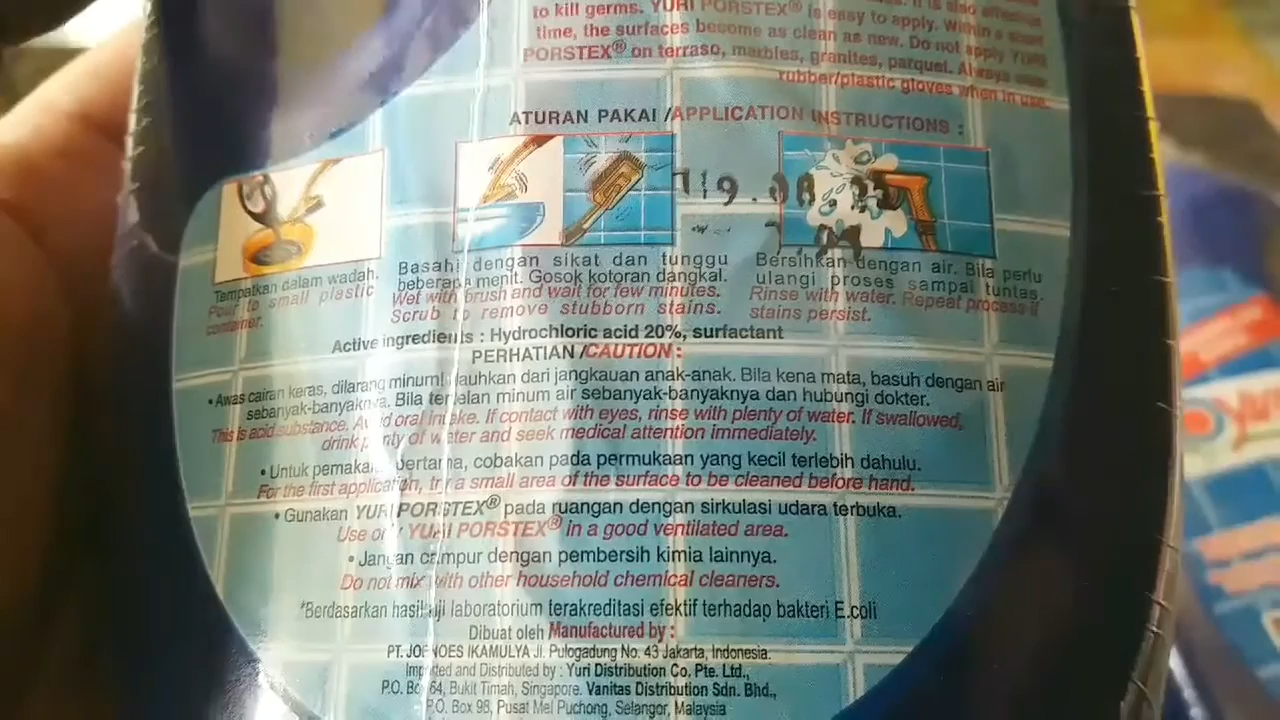 to kill germs. YURI PORSTEX® is easy to apply. Within a short
time, the surfaces become as clean as new. Do not apply YURI
PORSTEX® on terraso, marbles, granites, parquet. Always wear
rubber/plastic gloves when in use.
ATURAN PAKAI /APPLICATION INSTRUCTIONS :
Tempatkan dalam wadah.
Pour to small plastic
container.
Basahi dengan sikat dan tunggu
beberapa menit. Gosok kotoran dangkal.
Wet with brush and wait for few minutes.
Scrub to remove stubborn stains.
Bersihkan dengan air. Bila perlu
ulangi proses sampai tuntas.
Rinse with water. Repeat process if
stains persist.
Active ingredients : Hydrochloric acid 20%, surfactant
PERHATIAN /CAUTION :
• Awas cairan keras, dilarang minum! Jauhkan dari jangkauan anak-anak. Bila kena mata, basuh dengan air
sebanyak-banyaknya. Bila tertelan minum air sebanyak-banyaknya dan hubungi dokter.
This is acid substance. Avoid oral intake. If contact with eyes, rinse with plenty of water. If swallowed,
drink plenty of water and seek medical attention immediately.
• Untuk pemakaian pertama, cobakan pada permukaan yang kecil terlebih dahulu.
For the first application, try a small area of the surface to be cleaned before hand.
• Gunakan YURI PORSTEX® pada ruangan dengan sirkulasi udara terbuka.
Use YURI PORSTEX® in a good ventilated area.
• Jangan campur dengan pembersih kimia lainnya.
Do not mix with other household chemical cleaners.
*Berdasarkan hasil uji laboratorium terakreditasi efektif terhadap bakteri E.coli
Dibuat oleh Manufactured by :
PT. JOENOES IKAMULYA Jl. Pulogadung No. 43 Jakarta, Indonesia.
Imported and Distributed by : Yuri Distribution Co, Pte. Ltd.,
P.O. Box 64, Bukit Timah, Singapore. Vanitas Distribution Sdn. Bhd.,
P.O. Box 98, Pusat Mel Puchong, Selangor, Malaysia